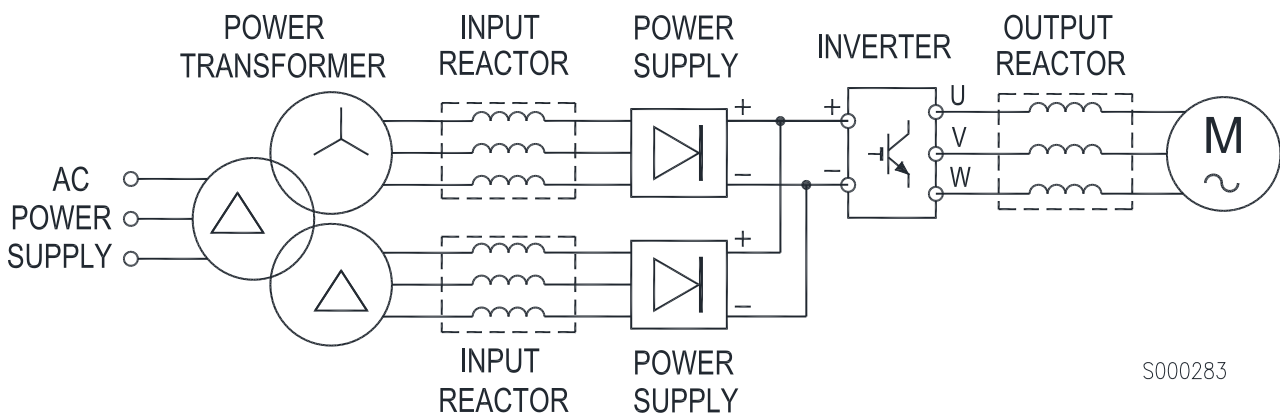 POWER
TRANSFORMER
INPUT
REACTOR
POWER
SUPPLY
INVERTER
OUTPUT
REACTOR
AC
POWER
SUPPLY
+
−
+
−
+
−
U
V
W
M
INPUT
REACTOR
POWER
SUPPLY
S000283